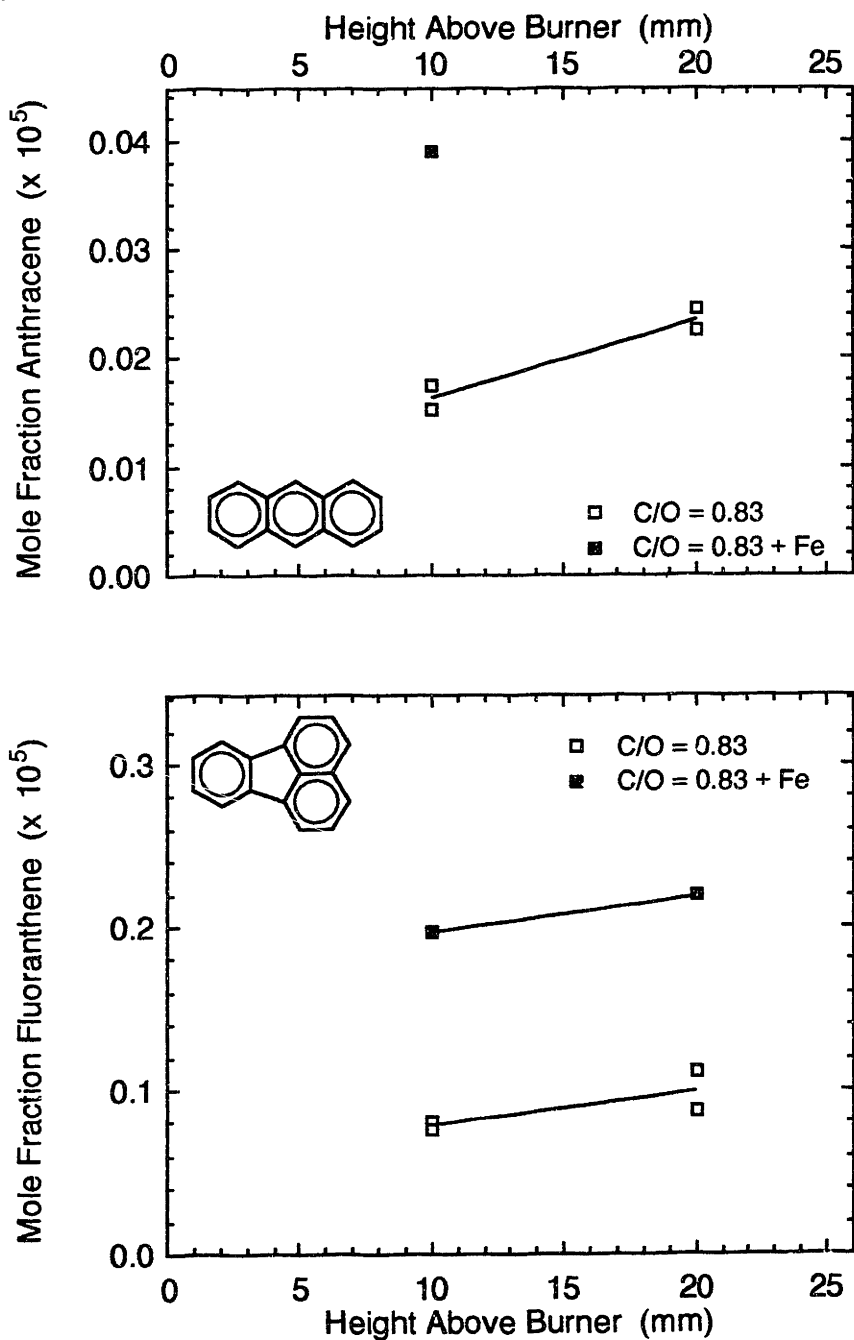 Height Above Burner (mm)
0 5 10 15 20 25
Mole Fraction Anthracene (x 10⁵)
0.04
0.03
0.02
0.01
0.00
□ C/O = 0.83
■ C/O = 0.83 + Fe
Mole Fraction Fluoranthene (x 10⁵)
□ C/O = 0.83
■ C/O = 0.83 + Fe
0.3
0.2
0.1
0.0
0 5 10 15 20 25
Height Above Burner (mm)